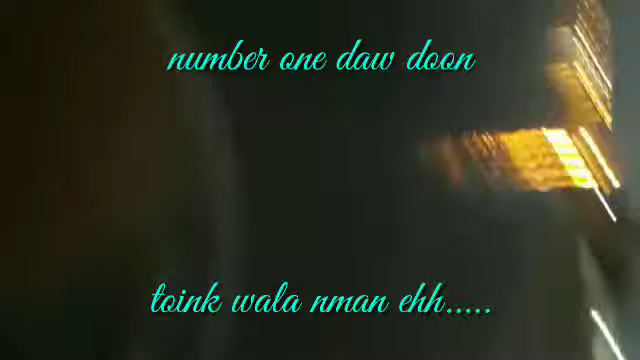 number one daw doon
toink wala nman ehh.....